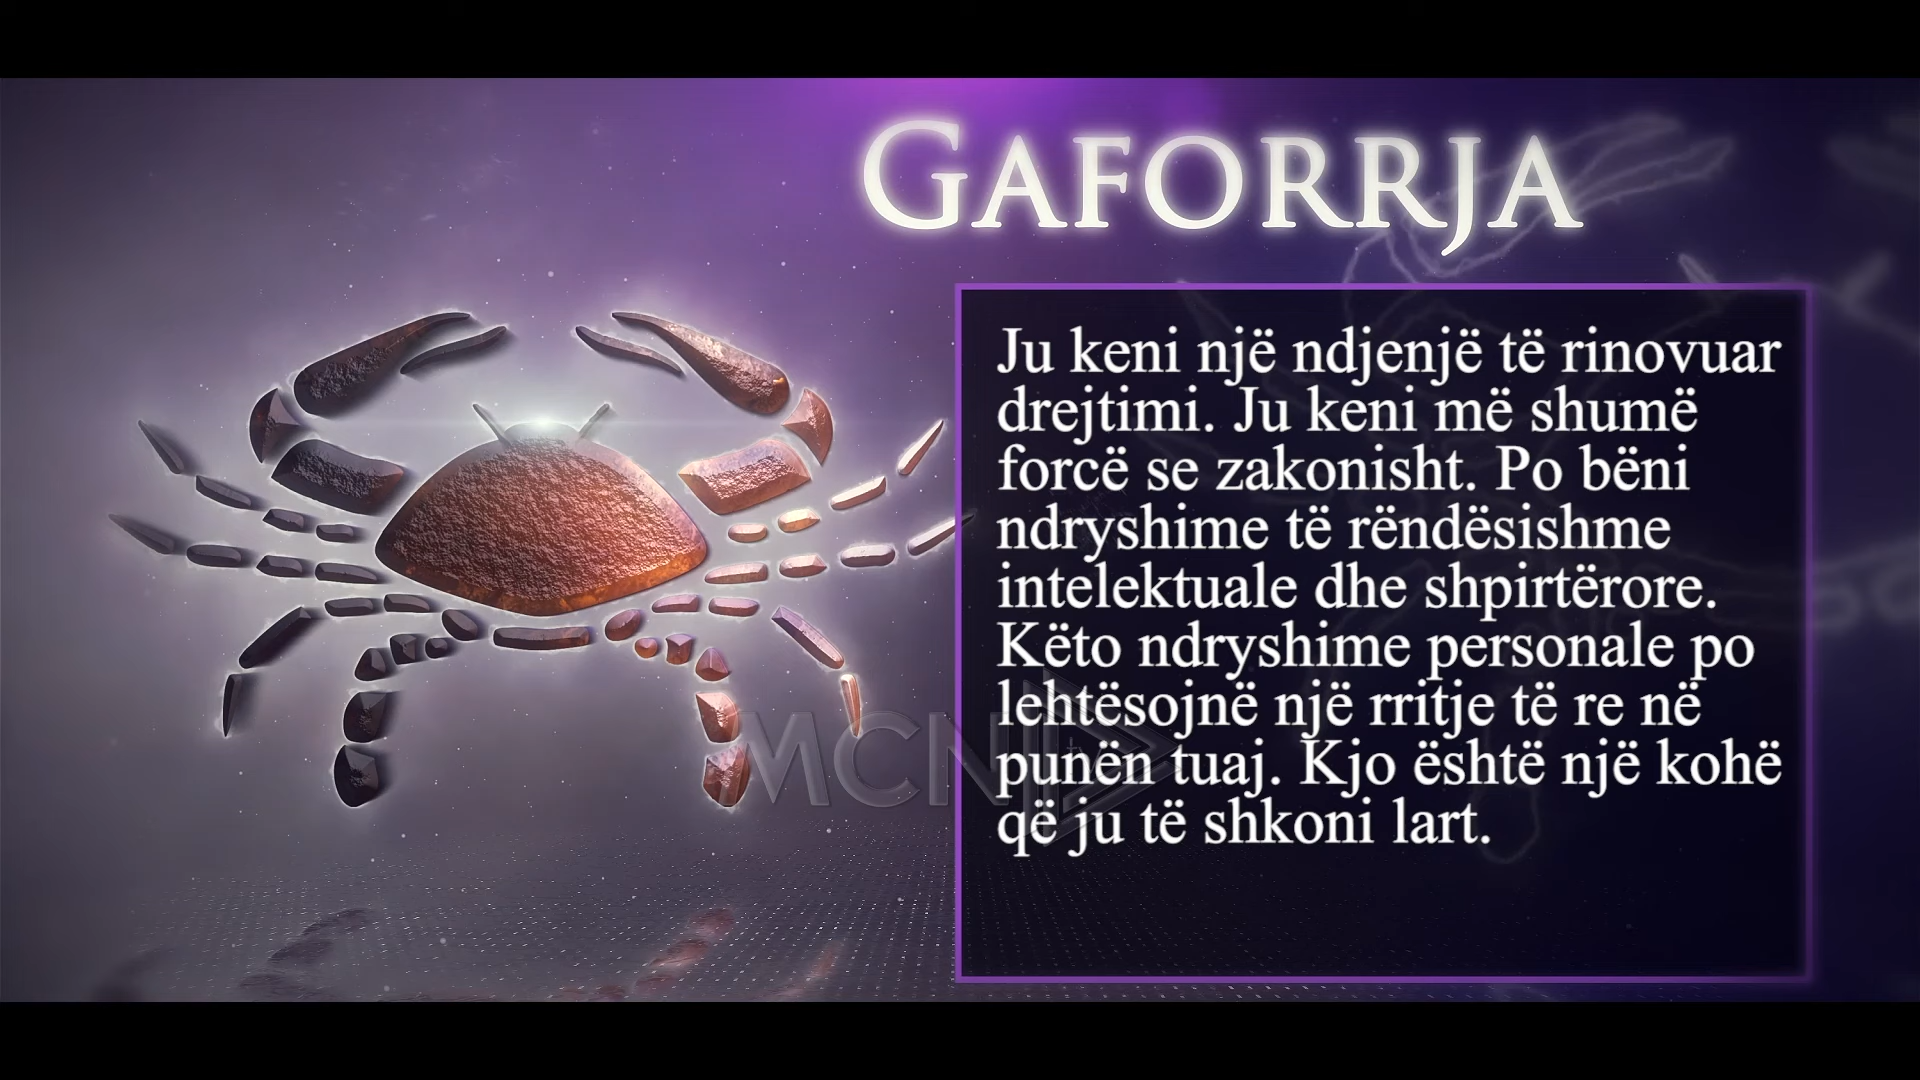 GAFORRJA
Ju keni një ndjenjë të rinovuar
drejtimi. Ju keni më shumë
forcë se zakonisht. Po bëni
ndryshime të rëndësishme
intelektuale dhe shpirtërore.
Këto ndryshime personale po
lehtësojnë një rritje të re në
punën tuaj. Kjo është një kohë
që ju të shkoni lart.
MCN